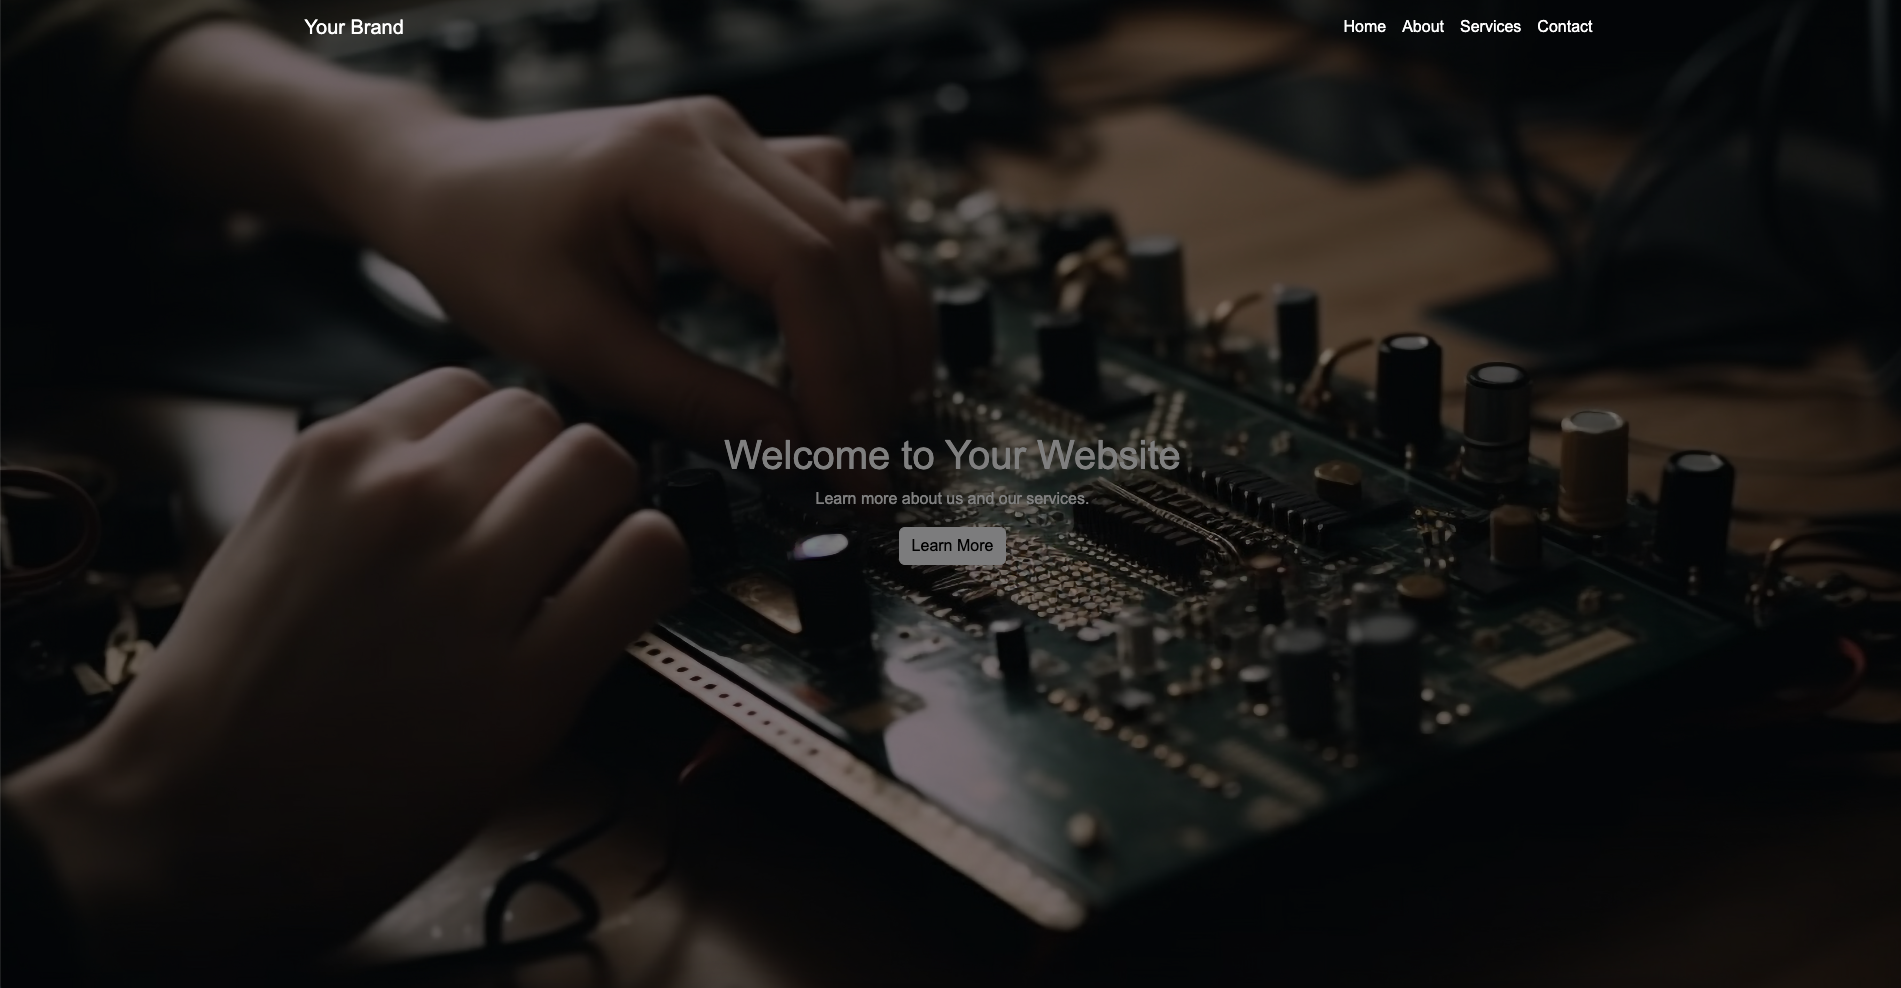 Your Brand
Home About Services Contact
Welcome to Your Website
Learn more about us and our services.
Learn More